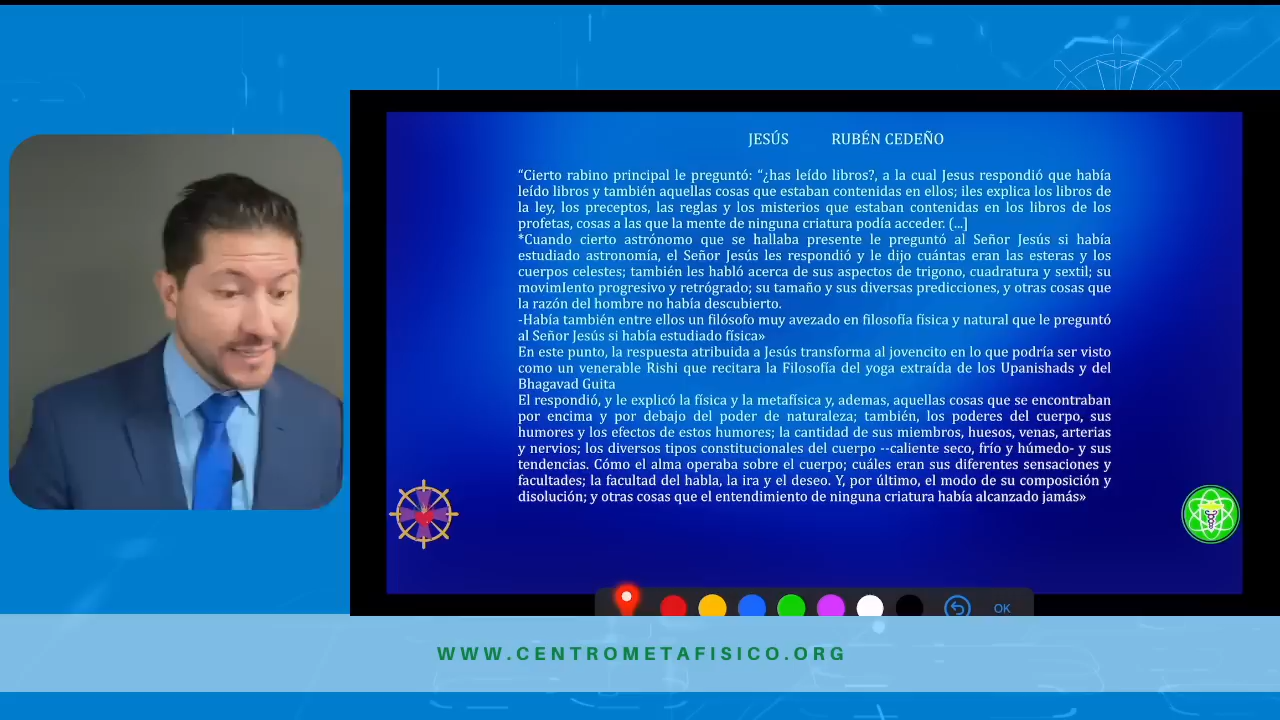 JESÚS RUBÉN CEDEÑO
“Cierto rabino principal le preguntó: “¿has leído libros?, a la cual Jesus respondió que había
leído libros y también aquellas cosas que estaban contenidas en ellos; iles explica los libros de
la ley, los preceptos, las reglas y los misterios que estaban contenidas en los libros de los
profetas, cosas a las que la mente de ninguna criatura podía acceder. (...]
*Cuando cierto astrónomo que se hallaba presente le preguntó al Señor Jesús si había
estudiado astronomía, el Señor Jesús les respondió y le dijo cuántas eran las esteras y los
cuerpos celestes; también les habló acerca de sus aspectos de trigono, cuadratura y sextil; su
movimIento progresivo y retrógrado; su tamaño y sus diversas predicciones, y otras cosas que
la razón del hombre no había descubierto.
-Había también entre ellos un filósofo muy avezado en filosofía física y natural que le preguntó
al Señor Jesús si había estudiado física»
En este punto, la respuesta atribuida a Jesús transforma al jovencito en lo que podría ser visto
como un venerable Rishi que recitara la Filosofía del yoga extraída de los Upanishads y del
Bhagavad Guita
El respondió, y le explicó la física y la metafísica y, ademas, aquellas cosas que se encontraban
por encima y por debajo del poder de naturaleza; también, los poderes del cuerpo, sus
humores y los efectos de estos humores; la cantidad de sus miembros, huesos, venas, arterias
y nervios; los diversos tipos constitucionales del cuerpo --caliente seco, frío y húmedo- y sus
tendencias. Cómo el alma operaba sobre el cuerpo; cuáles eran sus diferentes sensaciones y
facultades; la facultad del habla, la ira y el deseo. Y, por último, el modo de su composición y
disolución; y otras cosas que el entendimiento de ninguna criatura había alcanzado jamás»
OK
WWW.CENTROMETAFISICO.ORG